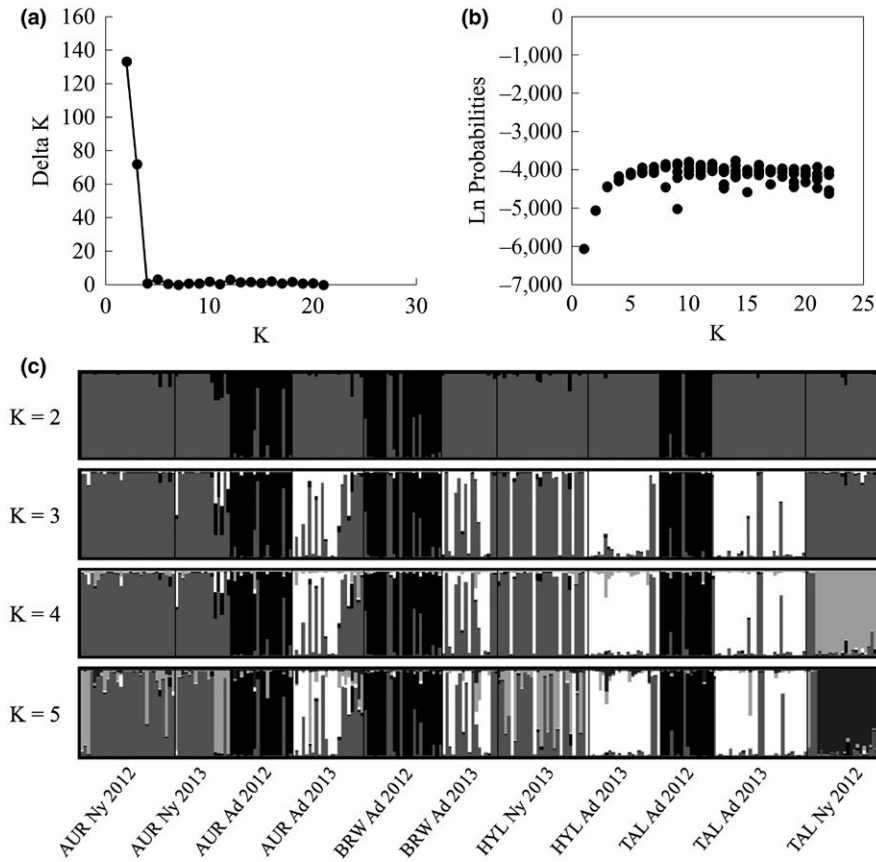 (a)
160
140
120
100
80
60
40
20
0
Delta K
0
10
20
30
K
(b)
0
−1,000
−2,000
−3,000
−4,000
−5,000
−6,000
−7,000
Ln Probabilities
0
5
10
15
20
25
K
(c)
K = 2
K = 3
K = 4
K = 5
AUR Ny 2012
AUR Ny 2013
AUR Ad 2012
AUR Ad 2013
BRW Ad 2012
BRW Ad 2013
HYL Ny 2013
HYL Ad 2013
TAL Ad 2012
TAL Ad 2013
TAL Ny 2012